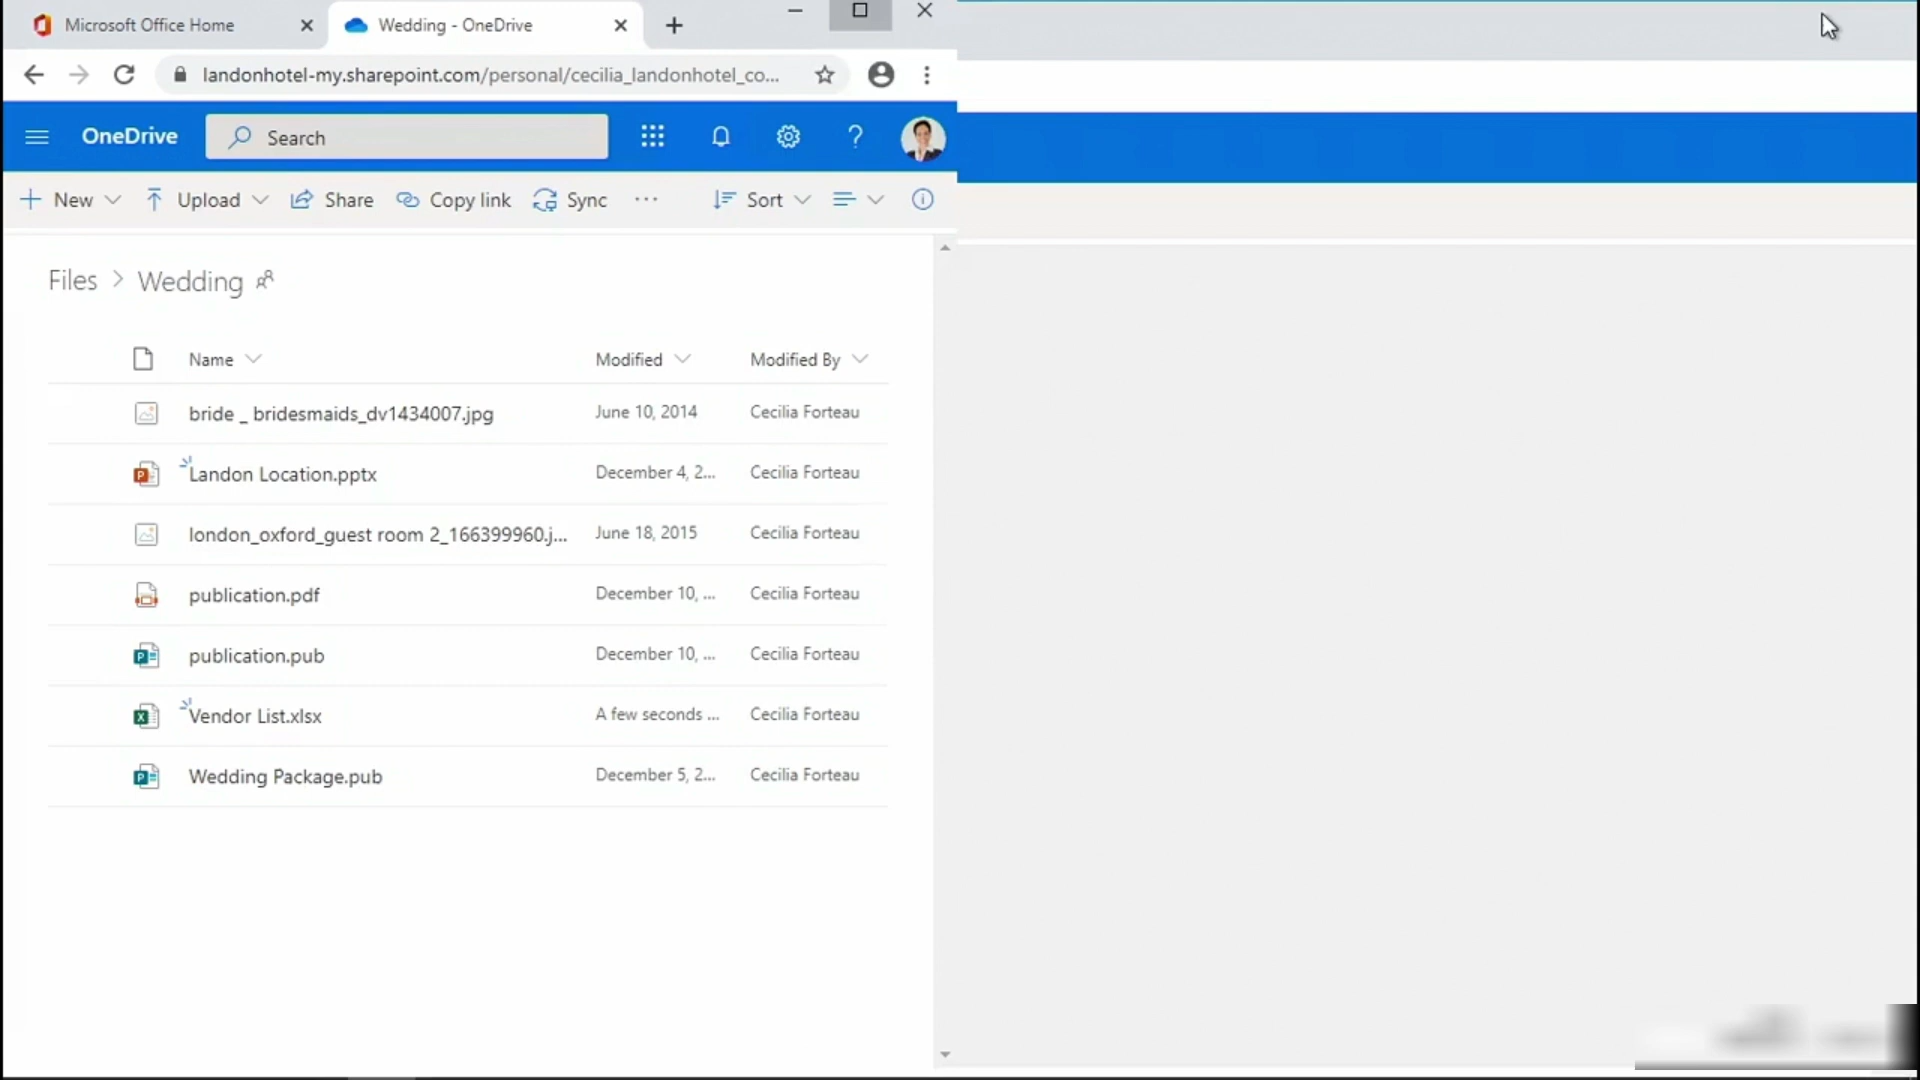 Microsoft Office Home
Wedding - OneDrive
landonhotel-my.sharepoint.com/personal/cecilia_landonhotel_co...
OneDrive
Search
New Upload Share Copy link Sync ... Sort
Files > Wedding
Name Modified Modified By
bride _ bridesmaids_dv1434007.jpg June 10, 2014 Cecilia Forteau
Landon Location.pptx December 4, 2... Cecilia Forteau
london_oxford_guest room 2_166399960.j... June 18, 2015 Cecilia Forteau
publication.pdf December 10, ... Cecilia Forteau
publication.pub December 10, ... Cecilia Forteau
Vendor List.xlsx A few seconds ... Cecilia Forteau
Wedding Package.pub December 5, 2... Cecilia Forteau